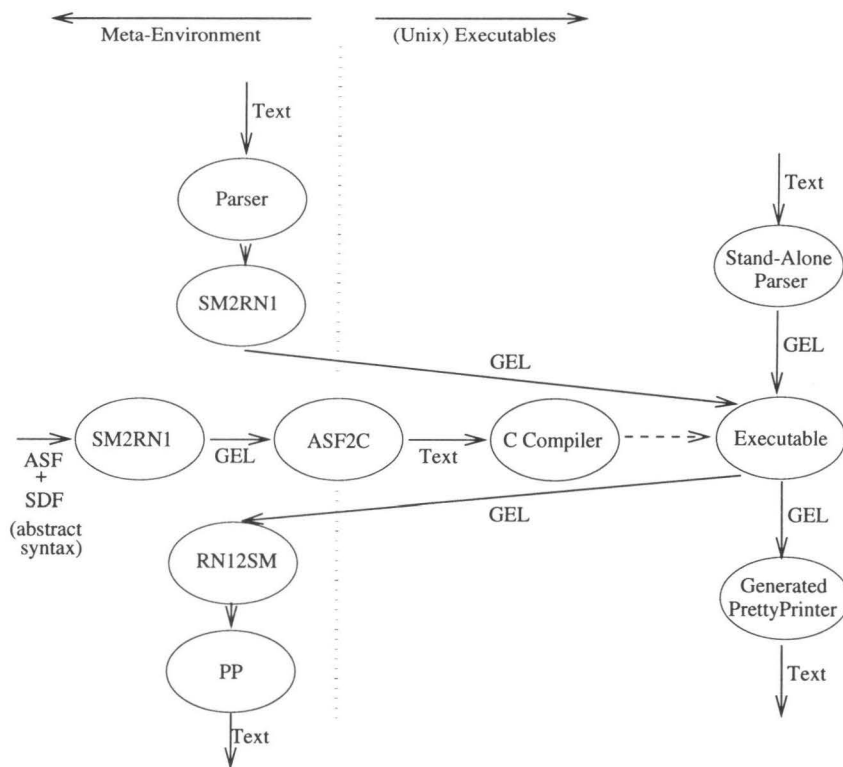 Meta-Environment
(Unix) Executables
Text
Parser
SM2RN1
Text
Stand-Alone
Parser
GEL
GEL
SM2RN1
GEL
ASF2C
Text
C Compiler
Executable
ASF
+
SDF
(abstract
syntax)
GEL
GEL
RN12SM
Generated
PrettyPrinter
PP
Text
Text